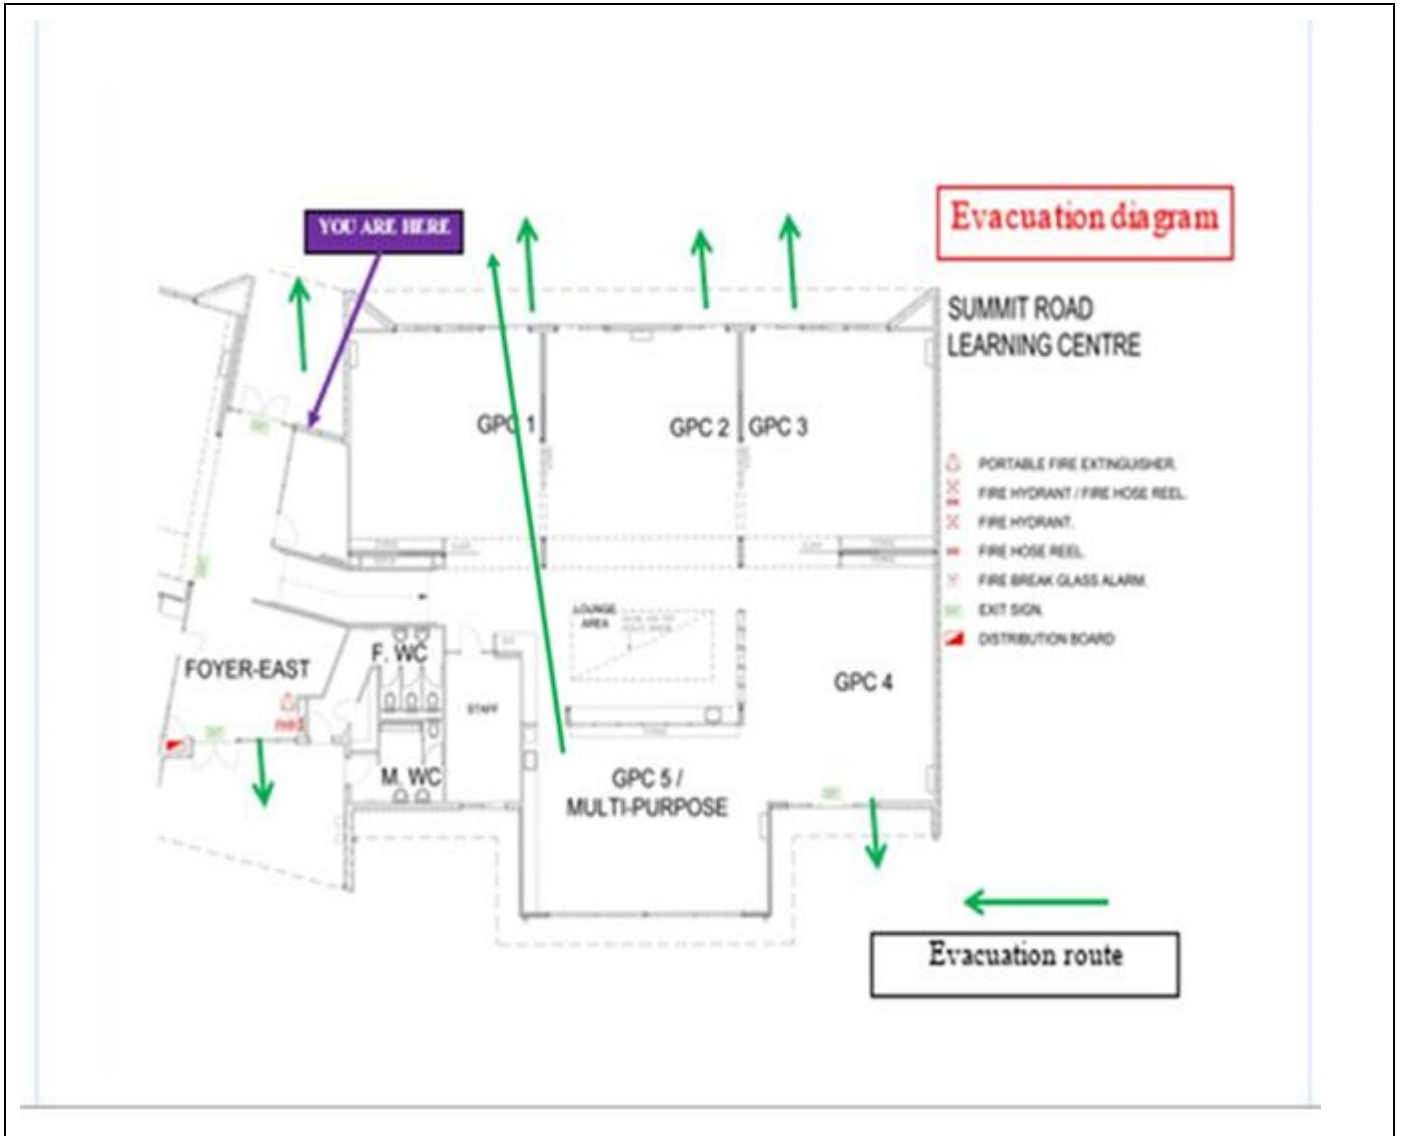 YOU ARE HERE
Evacuation diagram
SUMMIT ROAD
LEARNING CENTRE
GPC 1
GPC 2
GPC 3
PORTABLE FIRE EXTINGUISHER.
FIRE HYDRANT / FIRE HOSE REEL.
FIRE HYDRANT.
FIRE HOSE REEL.
FIRE BREAK GLASS ALARM.
EXIT SIGN.
DISTRIBUTION BOARD
LOUNGE
AREA
FOYER-EAST
F. WC
STAFF
GPC 4
M. WC
GPC 5 /
MULTI-PURPOSE
Evacuation route